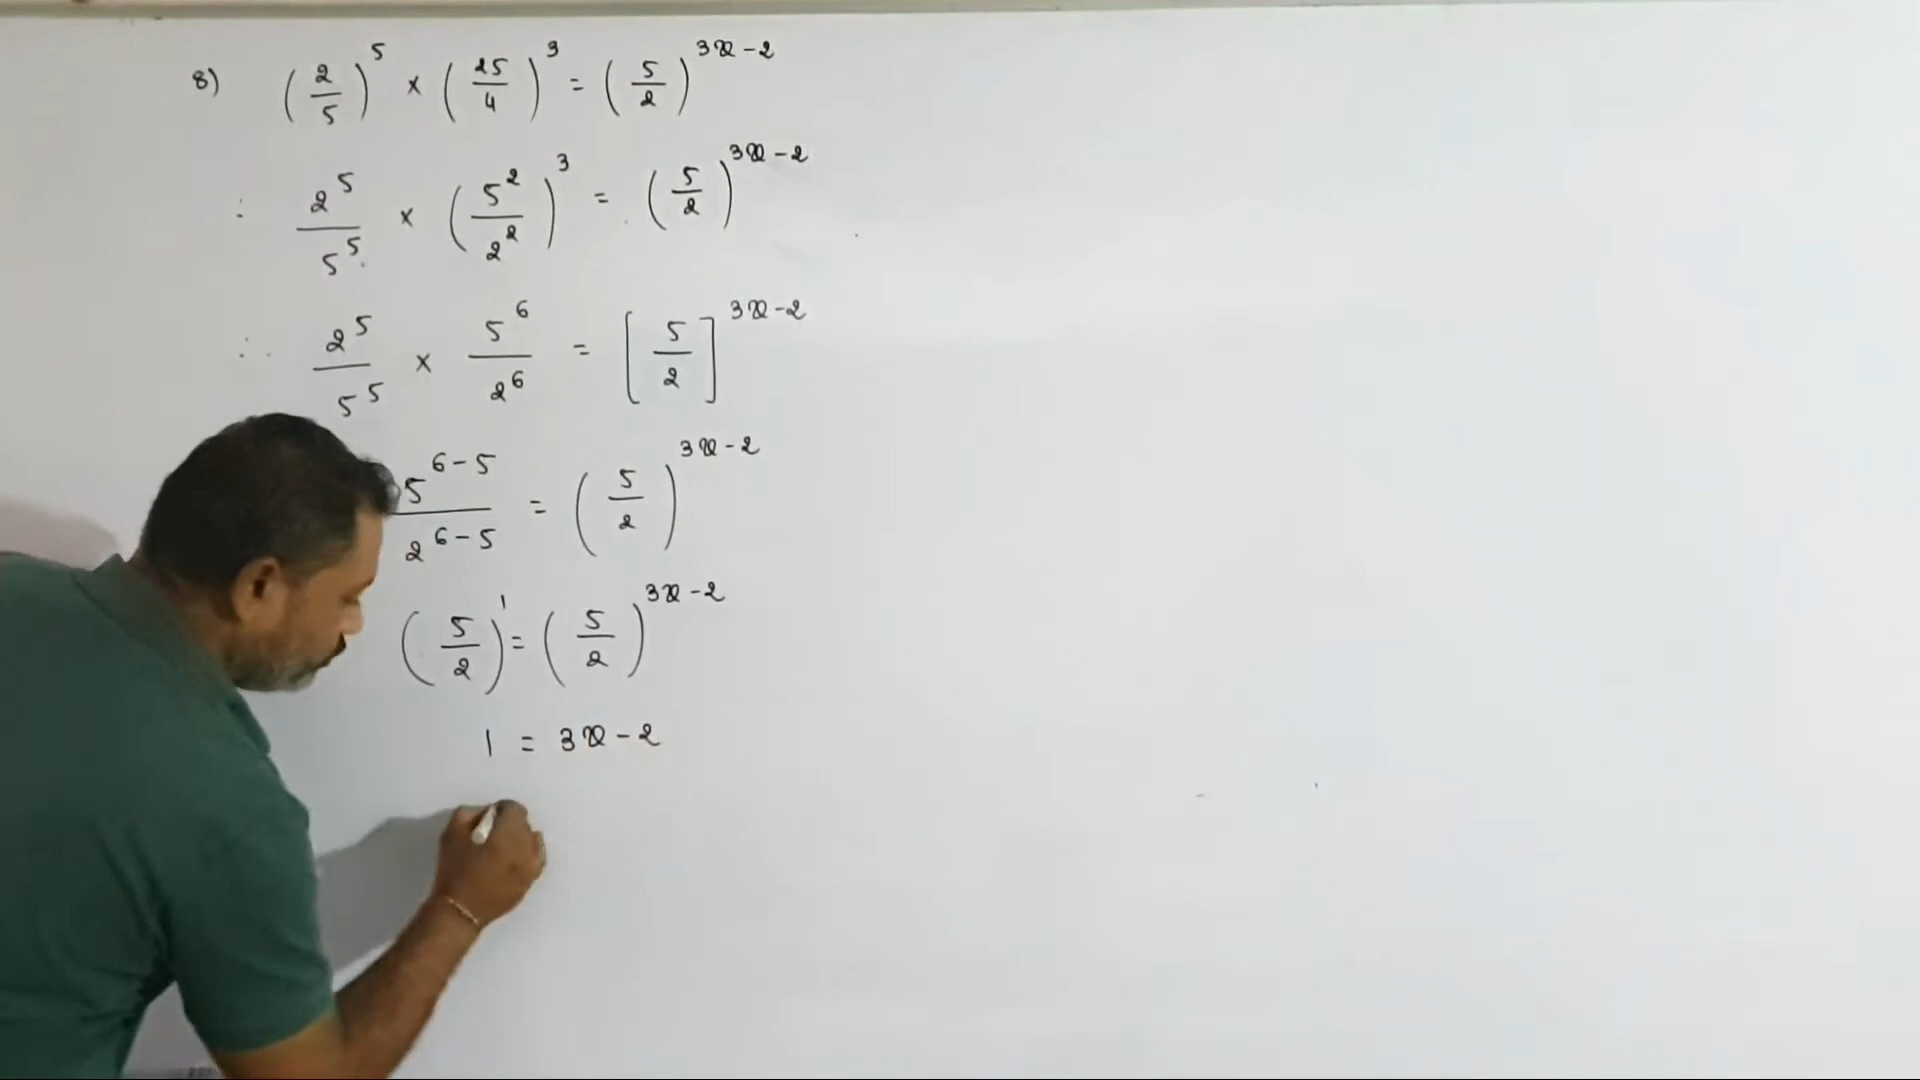 8) (2/5)^5 × (25/4)^3 = (5/2)^(3x-2)
∴ 2^5/5^5 × (5^2/2^2)^3 = (5/2)^(3x-2)
∴ 2^5/5^5 × 5^6/2^6 = [5/2]^(3x-2)
5^(6-5)/2^(6-5) = (5/2)^(3x-2)
(5/2)^1 = (5/2)^(3x-2)
1 = 3x-2